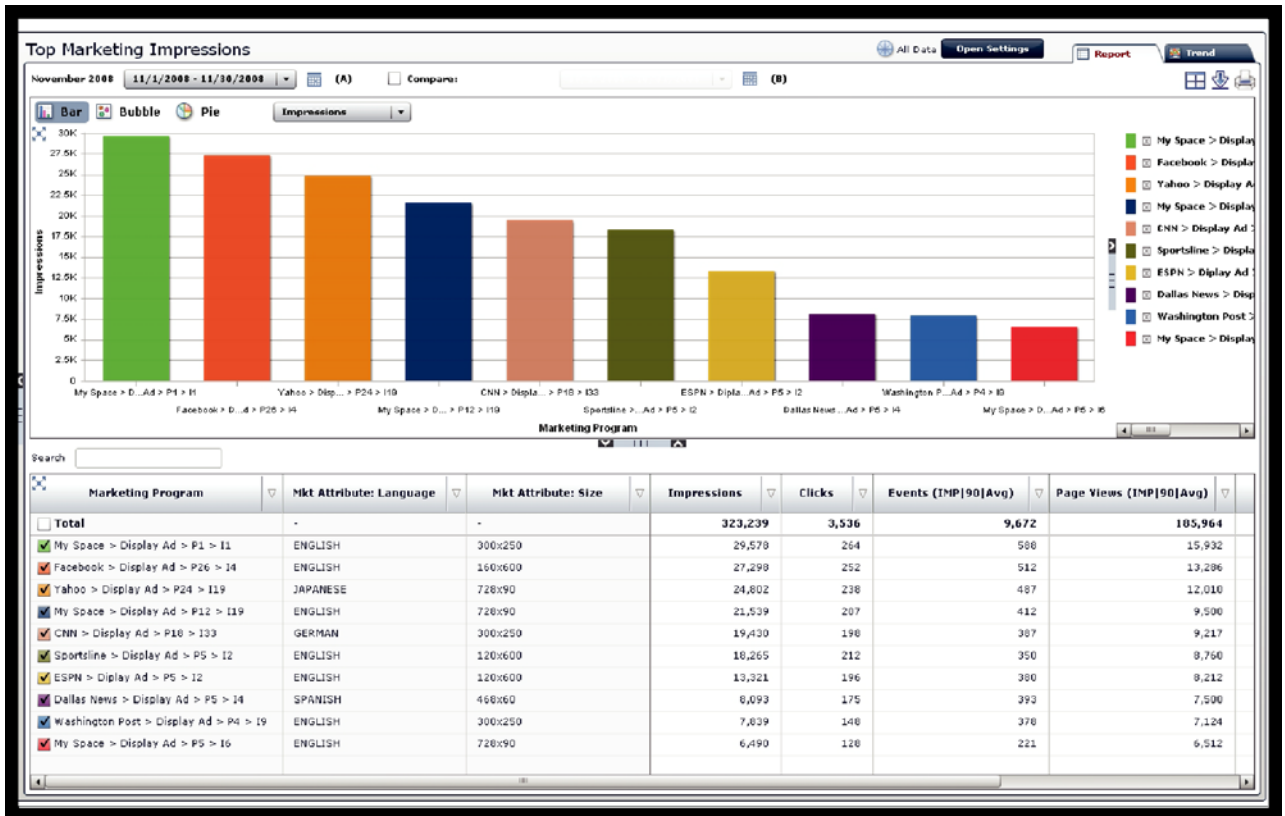 Top Marketing Impressions
All Data Open Settings Report Trend
November 2008 11/1/2008 - 11/30/2008 (A) Compare: (B)
Bar Bubble Pie Impressions
30K
27.5K
25K
22.5K
20K
17.5K
15K
12.5K
10K
7.5K
5K
2.5K
0
Impressions
My Space > D...Ad > P1 > I1
Facebook > D...d > P26 > I4
Yahoo > Disp... > P24 > I19
My Space > D... > P12 > I19
CNN > Displa... > P18 > I33
Sportsline >...Ad > P5 > I2
ESPN > Dipla...Ad > P5 > I2
Dallas News ...Ad > P5 > I4
Washington P...Ad > P4 > I9
My Space > D...Ad > P5 > I6
Marketing Program
My Space > Display
Facebook > Displa
Yahoo > Display A
My Space > Display
CNN > Display Ad >
Sportsline > Displa
ESPN > Diplay Ad >
Dallas News > Disp
Washington Post >
My Space > Display
Search
Marketing Program Mkt Attribute: Language Mkt Attribute: Size Impressions Clicks Events (IMP|90|Avg) Page Views (IMP|90|Avg)
Total - - 323,239 3,536 9,672 185,964
My Space > Display Ad > P1 > I1 ENGLISH 300x250 29,578 264 588 15,932
Facebook > Display Ad > P26 > I4 ENGLISH 160x600 27,298 252 512 13,286
Yahoo > Display Ad > P24 > I19 JAPANESE 728x90 24,802 238 487 12,010
My Space > Display Ad > P12 > I19 ENGLISH 728x90 21,539 207 412 9,500
CNN > Display Ad > P18 > I33 GERMAN 300x250 19,430 198 387 9,217
Sportsline > Display Ad > P5 > I2 ENGLISH 120x600 18,265 212 350 8,760
ESPN > Diplay Ad > P5 > I2 ENGLISH 120x600 13,321 196 380 8,212
Dallas News > Display Ad > P5 > I4 SPANISH 468x60 8,093 175 393 7,500
Washington Post > Display Ad > P4 > I9 ENGLISH 300x250 7,839 148 378 7,124
My Space > Display Ad > P5 > I6 ENGLISH 728x90 6,490 128 221 6,512